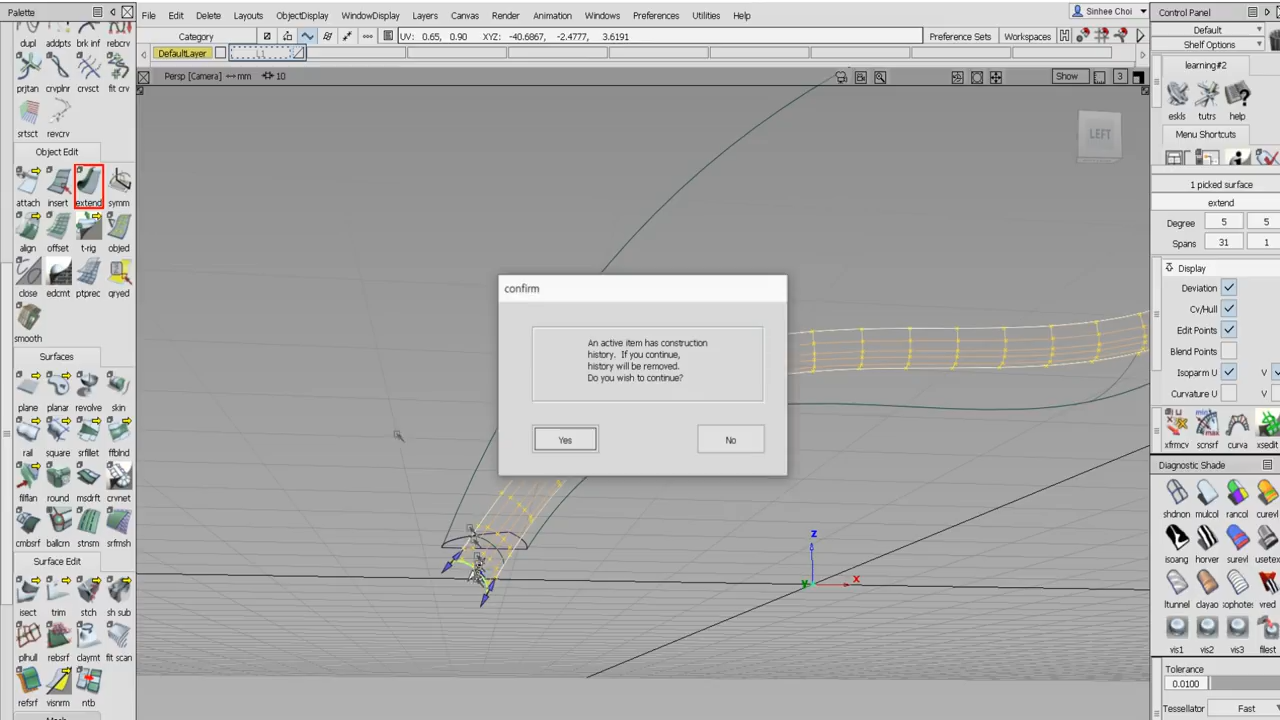 Palette
File Edit Delete Layouts ObjectDisplay WindowDisplay Layers Canvas Render Animation Windows Preferences Utilities Help
Sinhee Choi
Control Panel
Category
UV: 0.65, 0.90 XYZ: -40.6867, -2.4777, 3.6191
Preference Sets
Workspaces
DefaultLayer
L1
Persp [Camera] mm 10
Show
3
LEFT
dupl addpts brk inf rebcrv
prjtan crvplnr crvsct fit crv
srtsct revcrv
Object Edit
attach insert extend symm
align offset t-rig objed
close edcmt ptprec qryed
smooth
Surfaces
plane planar revolve skin
rail square srfillet ffblnd
filflan round msdrft crvnet
cmbsrf ballcrn stnsm srfmsh
Surface Edit
isect trim stch sh sub
plhull rebsrf claymt fit scan
refsrf visnrm ntb
Mesh
confirm
An active item has construction
history. If you continue,
history will be removed.
Do you wish to continue?
Yes
No
z
y
x
Default
Shelf Options
learning#2
eskls tutrs help
Menu Shortcuts
1 picked surface
extend
Degree 5 5
Spans 31 1
Display
Deviation
Cv/Hull
Edit Points
Blend Points
Isoparm U V
Curvature U V
xfrmcv scnsrf curva xsedit
Diagnostic Shade
shdnon mulcol rancol curevl
isoang horver surevl usetex
ltunnel clayao
vis1 vis2 vis3 filest
Tolerance
0.0100
Tessellator Fast